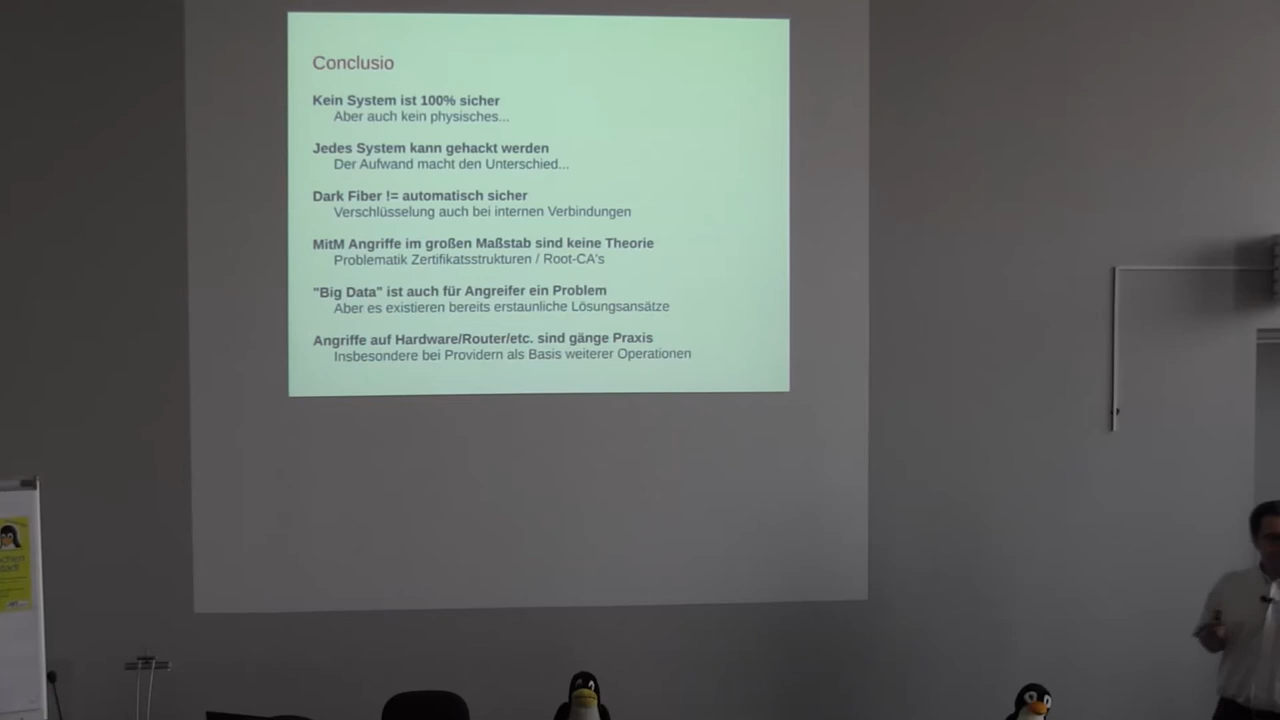 Conclusio
Kein System ist 100% sicher
Aber auch kein physisches...
Jedes System kann gehackt werden
Der Aufwand macht den Unterschied...
Dark Fiber != automatisch sicher
Verschlüsselung auch bei internen Verbindungen
MitM Angriffe im großen Maßstab sind keine Theorie
Problematik Zertifikatsstrukturen / Root-CA's
"Big Data" ist auch für Angreifer ein Problem
Aber es existieren bereits erstaunliche Lösungsansätze
Angriffe auf Hardware/Router/etc. sind gänge Praxis
Insbesondere bei Providern als Basis weiterer Operationen